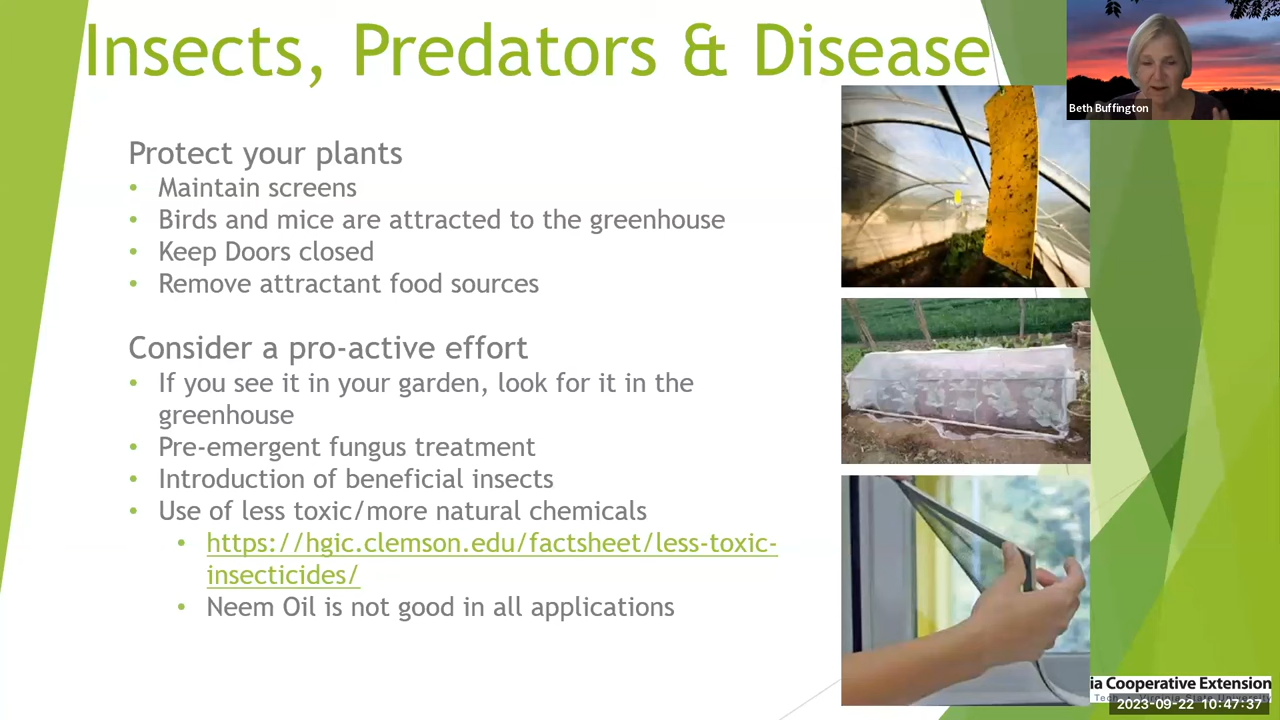 Insects, Predators & Disease
Beth Buffington
Protect your plants
• Maintain screens
• Birds and mice are attracted to the greenhouse
• Keep Doors closed
• Remove attractant food sources
Consider a pro-active effort
• If you see it in your garden, look for it in the
greenhouse
• Pre-emergent fungus treatment
• Introduction of beneficial insects
• Use of less toxic/more natural chemicals
• https://hgic.clemson.edu/factsheet/less-toxic-
insecticides/
• Neem Oil is not good in all applications
ia Cooperative Extension
2023-09-22 10:47:37